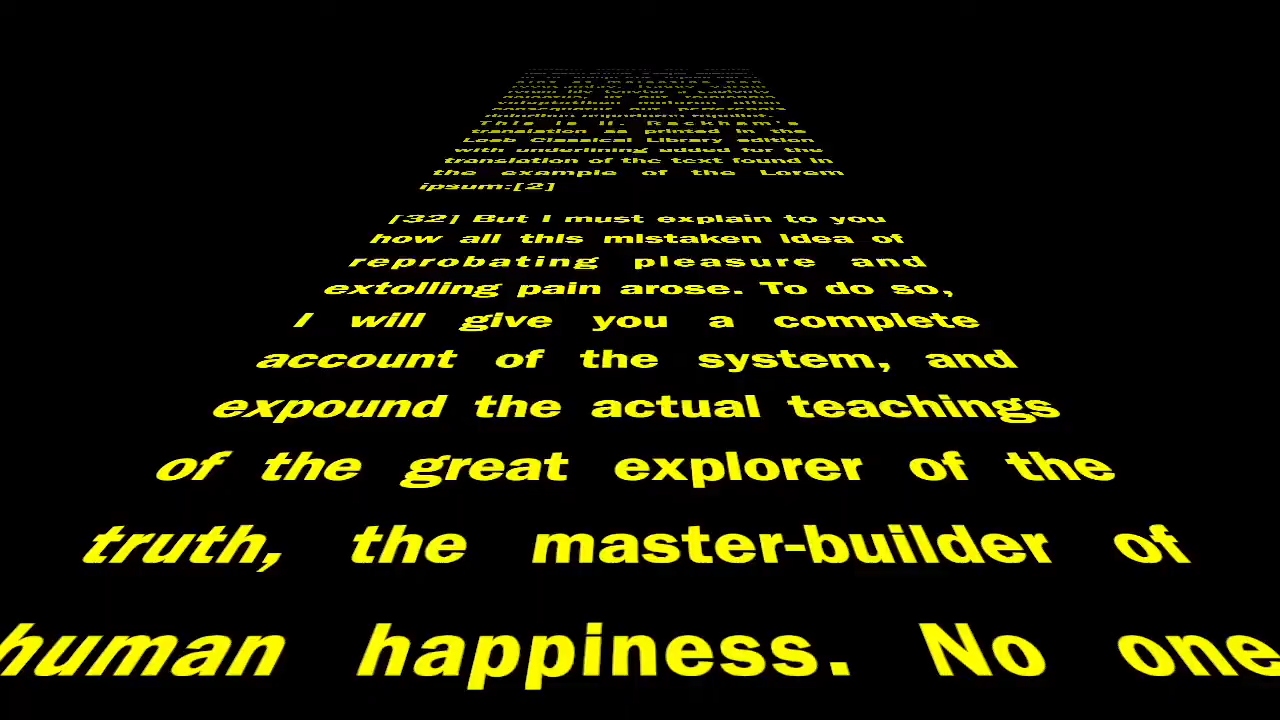 This is H. Rackham's
translation as printed in the
Loeb Classical Library edition
with underlining added for the
translation of the text found in
the example of the Lorem
ipsum:[2]
[32] But I must explain to you
how all this mistaken idea of
reprobating pleasure and
extolling pain arose. To do so,
I will give you a complete
account of the system, and
expound the actual teachings
of the great explorer of the
truth, the master-builder of
human happiness. No one